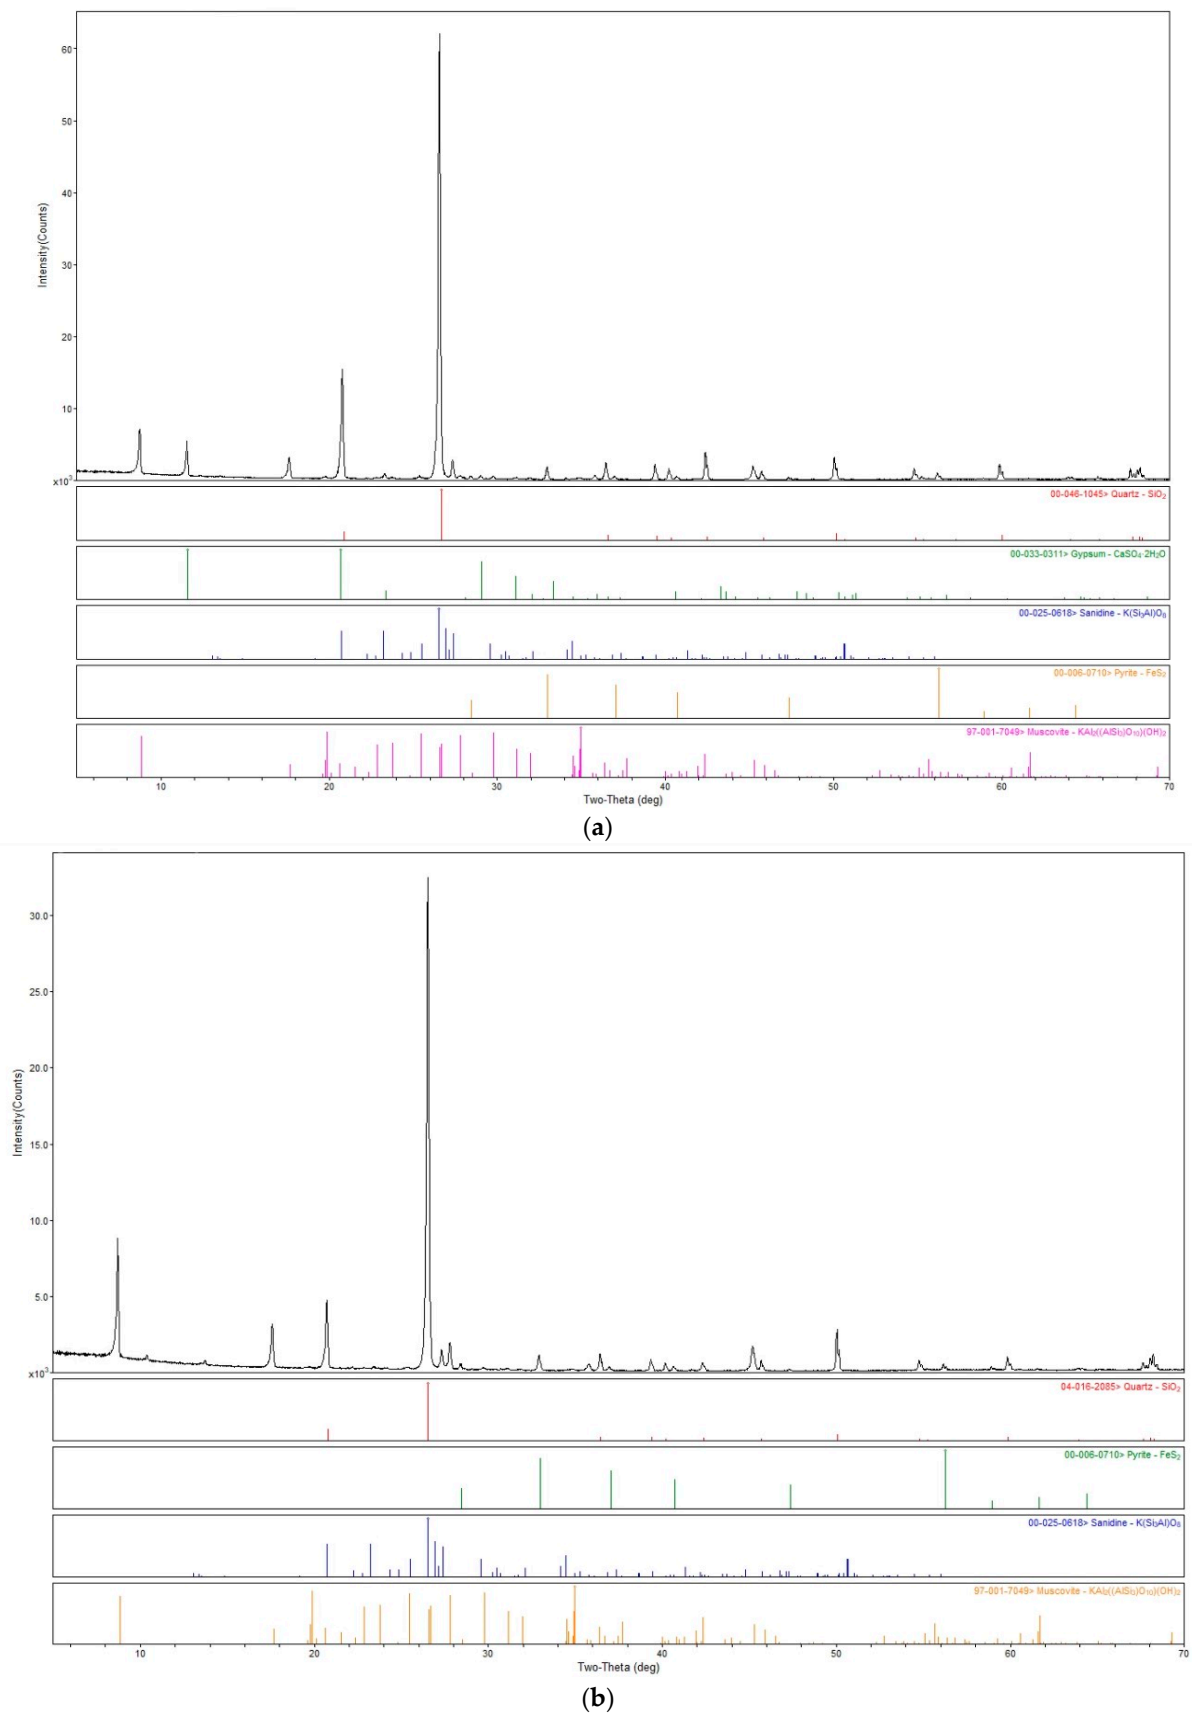 60
50
40
30
20
10
x10³
Intensity(Counts)
00-046-1045> Quartz - SiO₂
00-033-0311> Gypsum - CaSO₄·2H₂O
00-025-0618> Sanidine - K(Si₃Al)O₈
00-006-0710> Pyrite - FeS₂
97-001-7049> Muscovite - KAl₂((AlSi₃)O₁₀)(OH)₂
10 20 30 40 50 60 70
Two-Theta (deg)
(a)
30.0
25.0
20.0
15.0
10.0
5.0
x10³
Intensity(Counts)
04-016-2085> Quartz - SiO₂
00-006-0710> Pyrite - FeS₂
00-025-0618> Sanidine - K(Si₃Al)O₈
97-001-7049> Muscovite - KAl₂((AlSi₃)O₁₀)(OH)₂
10 20 30 40 50 60 70
Two-Theta (deg)
(b)